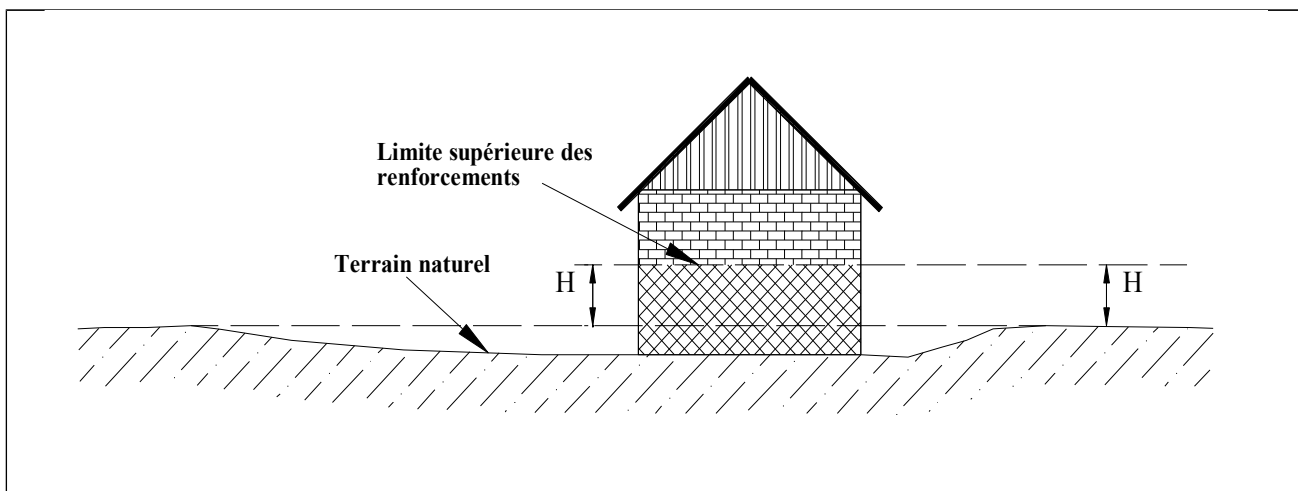 Limite supérieure des
renforcements
Terrain naturel
H
H